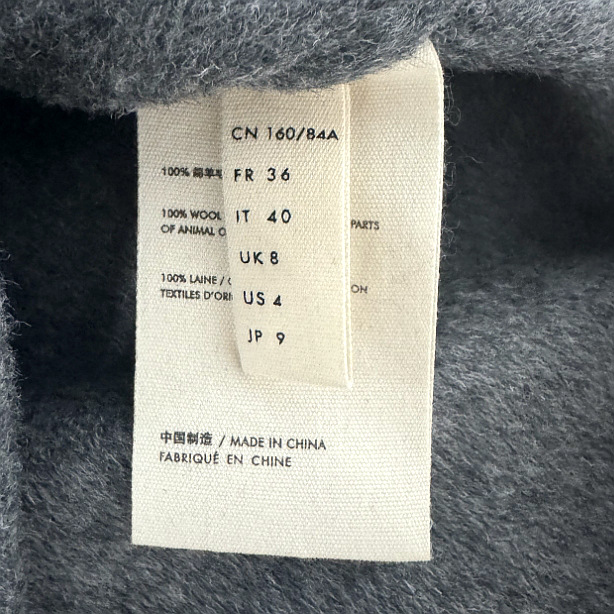 CN 160/84A
FR 36
IT 40
UK 8
US 4
JP 9
100% 綿羊毛
100% WOOL PARTS
OF ANIMAL
100% LAINE / ON
TEXTILES D'ORI
中国制造 / MADE IN CHINA
FABRIQUÉ EN CHINE